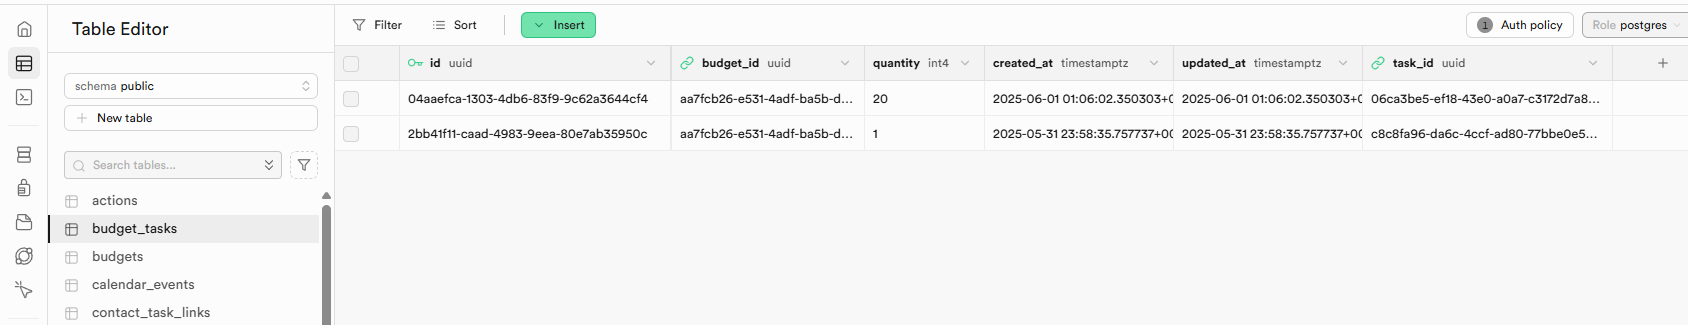 Table Editor
Filter Sort Insert 1 Auth policy Role postgres
schema public
New table
Search tables...
actions
budget_tasks
budgets
calendar_events
contact_task_links
id uuid budget_id uuid quantity int4 created_at timestamptz updated_at timestamptz task_id uuid
04aaefca-1303-4db6-83f9-9c62a3644cf4 aa7fcb26-e531-4adf-ba5b-d... 20 2025-06-01 01:06:02.350303+0 2025-06-01 01:06:02.350303+0 06ca3be5-ef18-43e0-a0a7-c3172d7a8...
2bb41f11-caad-4983-9eea-80e7ab35950c aa7fcb26-e531-4adf-ba5b-d... 1 2025-05-31 23:58:35.757737+00 2025-05-31 23:58:35.757737+00 c8c8fa96-da6c-4ccf-ad80-77bbe0e5...